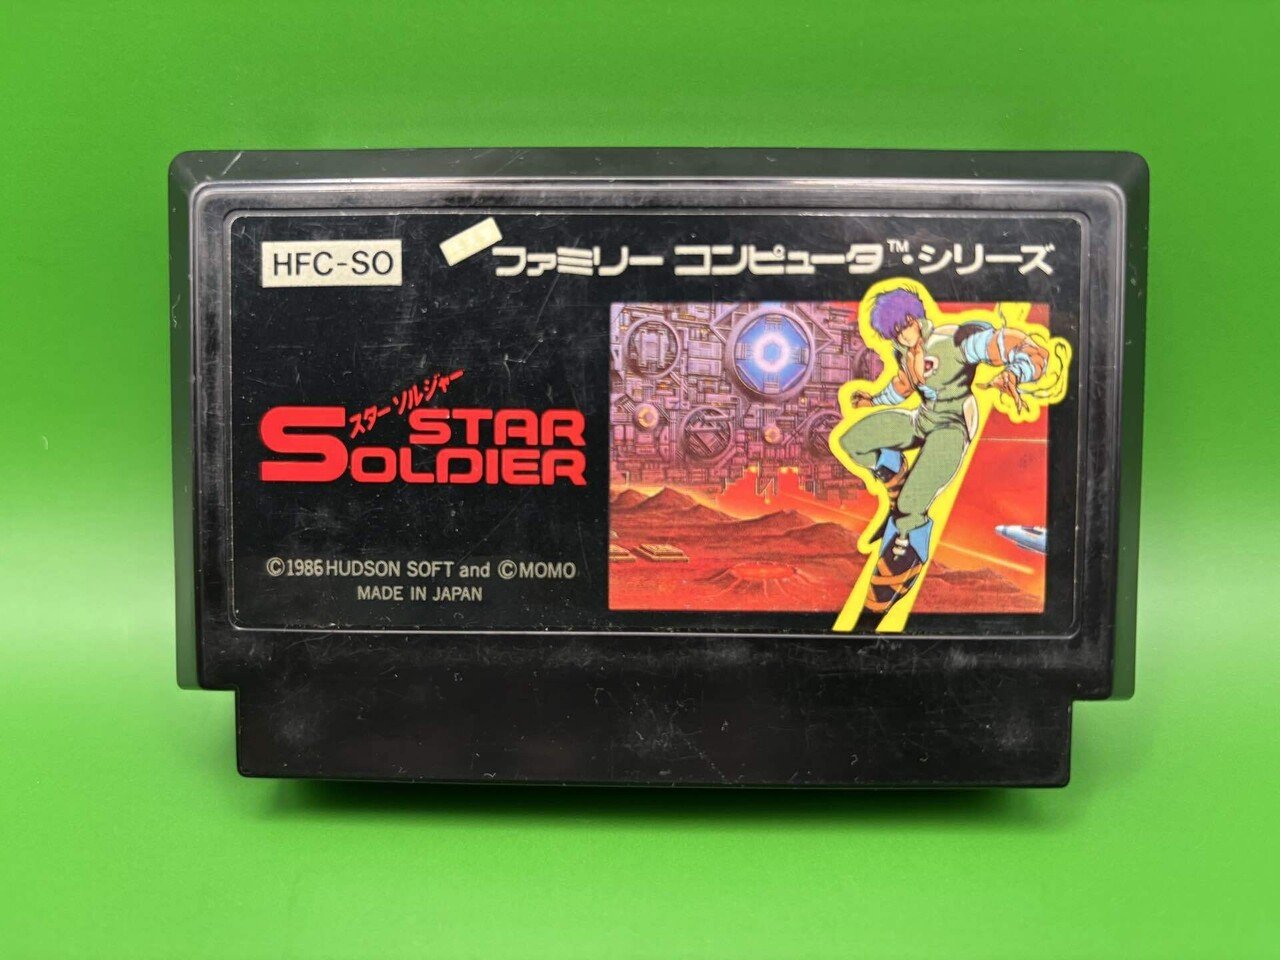 HFC-SO
ファミリー コンピュータ™・シリーズ
スター ソルジャー
STAR
SOLDIER
©1986 HUDSON SOFT and ©MOMO
MADE IN JAPAN